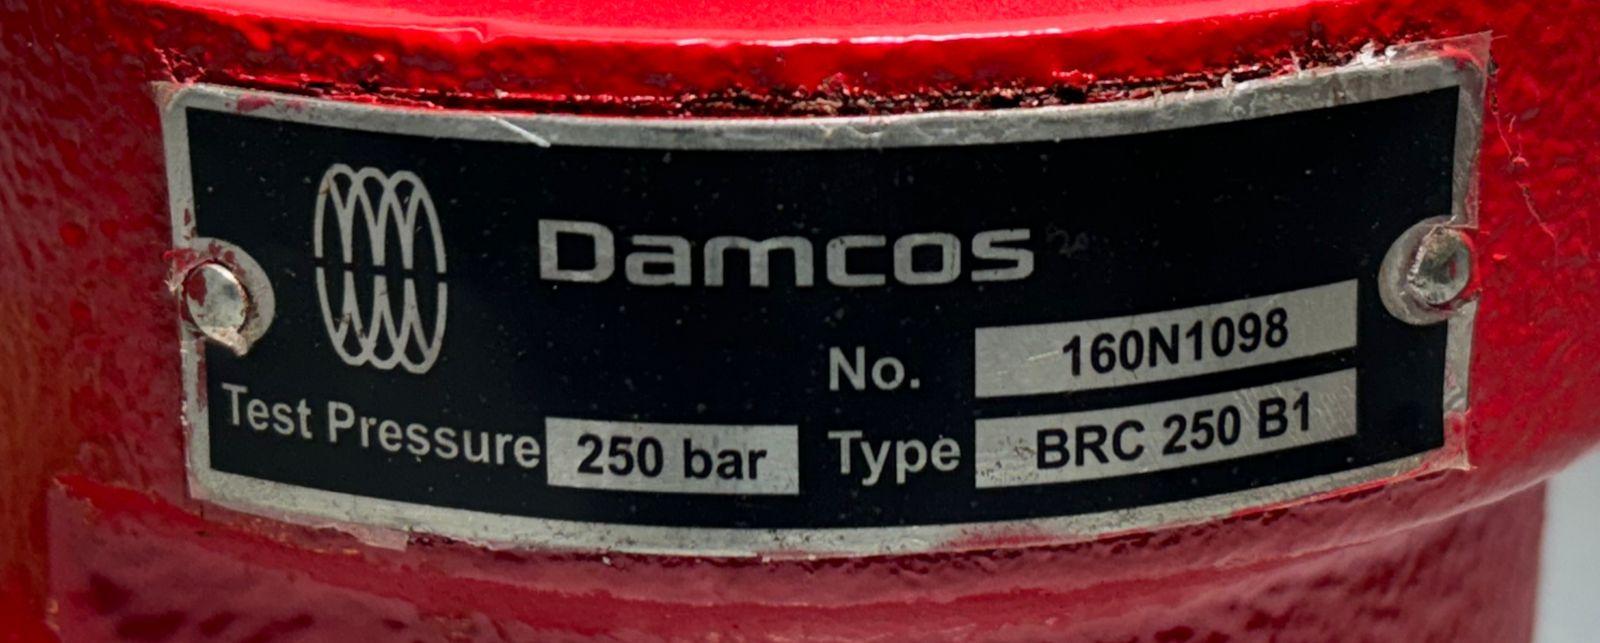 Damcos
No. 160N1098
Test Pressure 250 bar Type BRC 250 B1